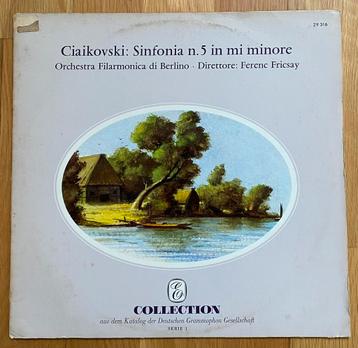 29 316
Ciaikovski: Sinfonia n.5 in mi minore
Orchestra Filarmonica di Berlino · Direttore: Ferenc Fricsay
E
COLLECTION
aus dem Katalog der Deutschen Grammophon Gesellschaft
SERIE 1